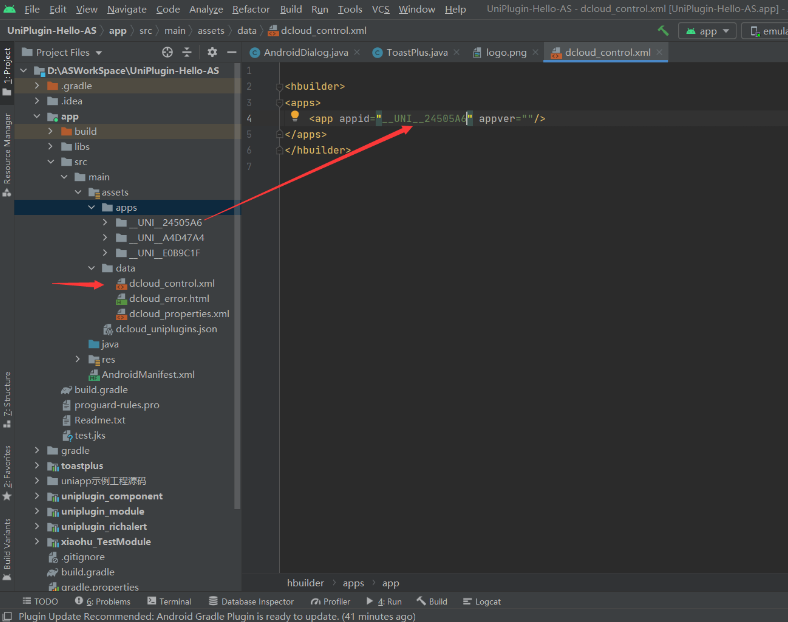 File Edit View Navigate Code Analyze Refactor Build Run Tools VCS Window Help UniPlugin-Hello-AS - dcloud_control.xml [UniPlugin-Hello-AS.app] -
UniPlugin-Hello-AS app src main assets data dcloud_control.xml app emula
Project Files AndroidDialog.java ToastPlus.java logo.png dcloud_control.xml
1: Project
Resource Manager
7: Structure
2: Favorites
Build Variants
D:\ASWorkSpace\UniPlugin-Hello-AS
.gradle
.idea
app
build
libs
src
main
assets
apps
__UNI__24505A6
__UNI__A4D47A4
__UNI__E0B9C1F
data
dcloud_control.xml
dcloud_error.html
dcloud_properties.xml
dcloud_uniplugins.json
java
res
AndroidManifest.xml
build.gradle
proguard-rules.pro
Readme.txt
test.jks
gradle
toastplus
uniapp示例工程源码
uniplugin_component
uniplugin_module
uniplugin_richalert
xiaohu_TestModule
.gitignore
build.gradle
gradle.properties
1
2 <hbuilder>
3 <apps>
4 <app appid="__UNI__24505A6" appver=""/>
5 </apps>
6 </hbuilder>
7
hbuilder apps app
TODO 6: Problems Terminal Database Inspector Profiler 4: Run Build Logcat
Plugin Update Recommended: Android Gradle Plugin is ready to update. (41 minutes ago)